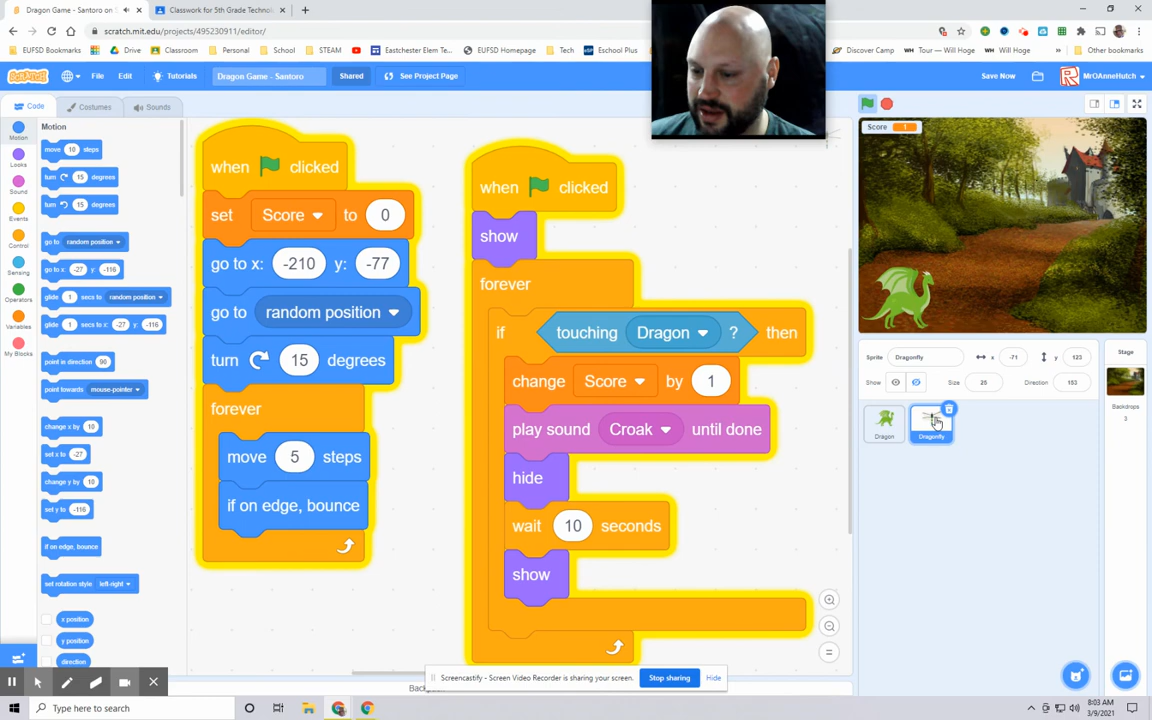 Dragon Game - Santoro on S
Classwork for 5th Grade Technol
scratch.mit.edu/projects/495230911/editor/
EUFSD Bookmarks
Drive
Classroom
Personal
School
STEAM
Eastchester Elem Te...
EUFSD Homepage
Tech
Eschool Plus
Discover Camp
WH Tour — Will Hoge
WH Will Hoge
Other bookmarks
SCRATCH
File
Edit
Tutorials
Dragon Game - Santoro
Shared
See Project Page
Save Now
MrOAnneHutch
Code
Costumes
Sounds
Motion
Looks
Sound
Events
Control
Sensing
Operators
Variables
My Blocks
Motion
move 10 steps
turn 15 degrees
turn 15 degrees
go to random position
go to x: -27 y: -116
glide 1 secs to random position
glide 1 secs to x: -27 y: -116
point in direction 90
point towards mouse-pointer
change x by 10
set x to -27
change y by 10
set y to -116
if on edge, bounce
set rotation style left-right
x position
y position
direction
when clicked
set Score to 0
go to x: -210 y: -77
go to random position
turn 15 degrees
forever
move 5 steps
if on edge, bounce
when clicked
show
forever
if touching Dragon ? then
change Score by 1
play sound Croak until done
hide
wait 10 seconds
show
Score 1
Sprite Dragonfly x -71 y 123
Show Size 25 Direction 153
Dragon
Dragonfly
Stage
Backdrops
3
Screencastify - Screen Video Recorder is sharing your screen.
Stop sharing
Hide
Type here to search
8:03 AM
3/9/2021